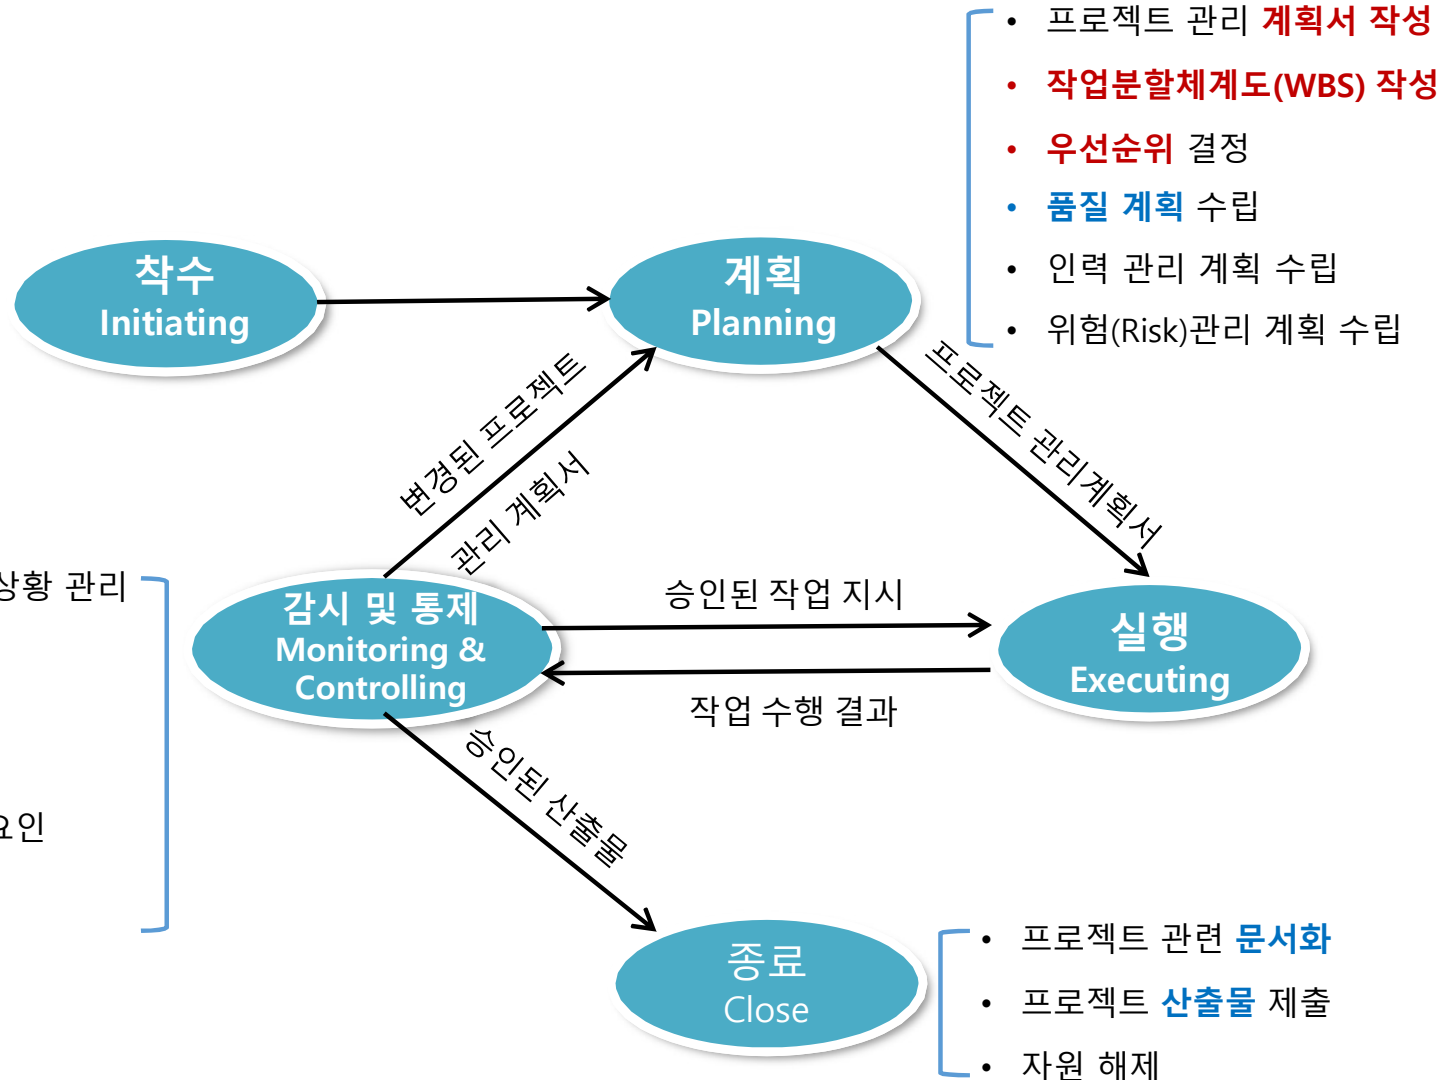 • 프로젝트 관리 계획서 작성
• 작업분할체계도(WBS) 작성
• 우선순위 결정
• 품질 계획 수립
• 인력 관리 계획 수립
• 위험(Risk)관리 계획 수립
착수
Initiating
계획
Planning
변경된 프로젝트
관리 계획서
프로젝트 관리계획서
상황 관리
감시 및 통제
Monitoring &
Controlling
승인된 작업 지시
작업 수행 결과
실행
Executing
요인
승인된 산출물
종료
Close
• 프로젝트 관련 문서화
• 프로젝트 산출물 제출
• 자원 해제